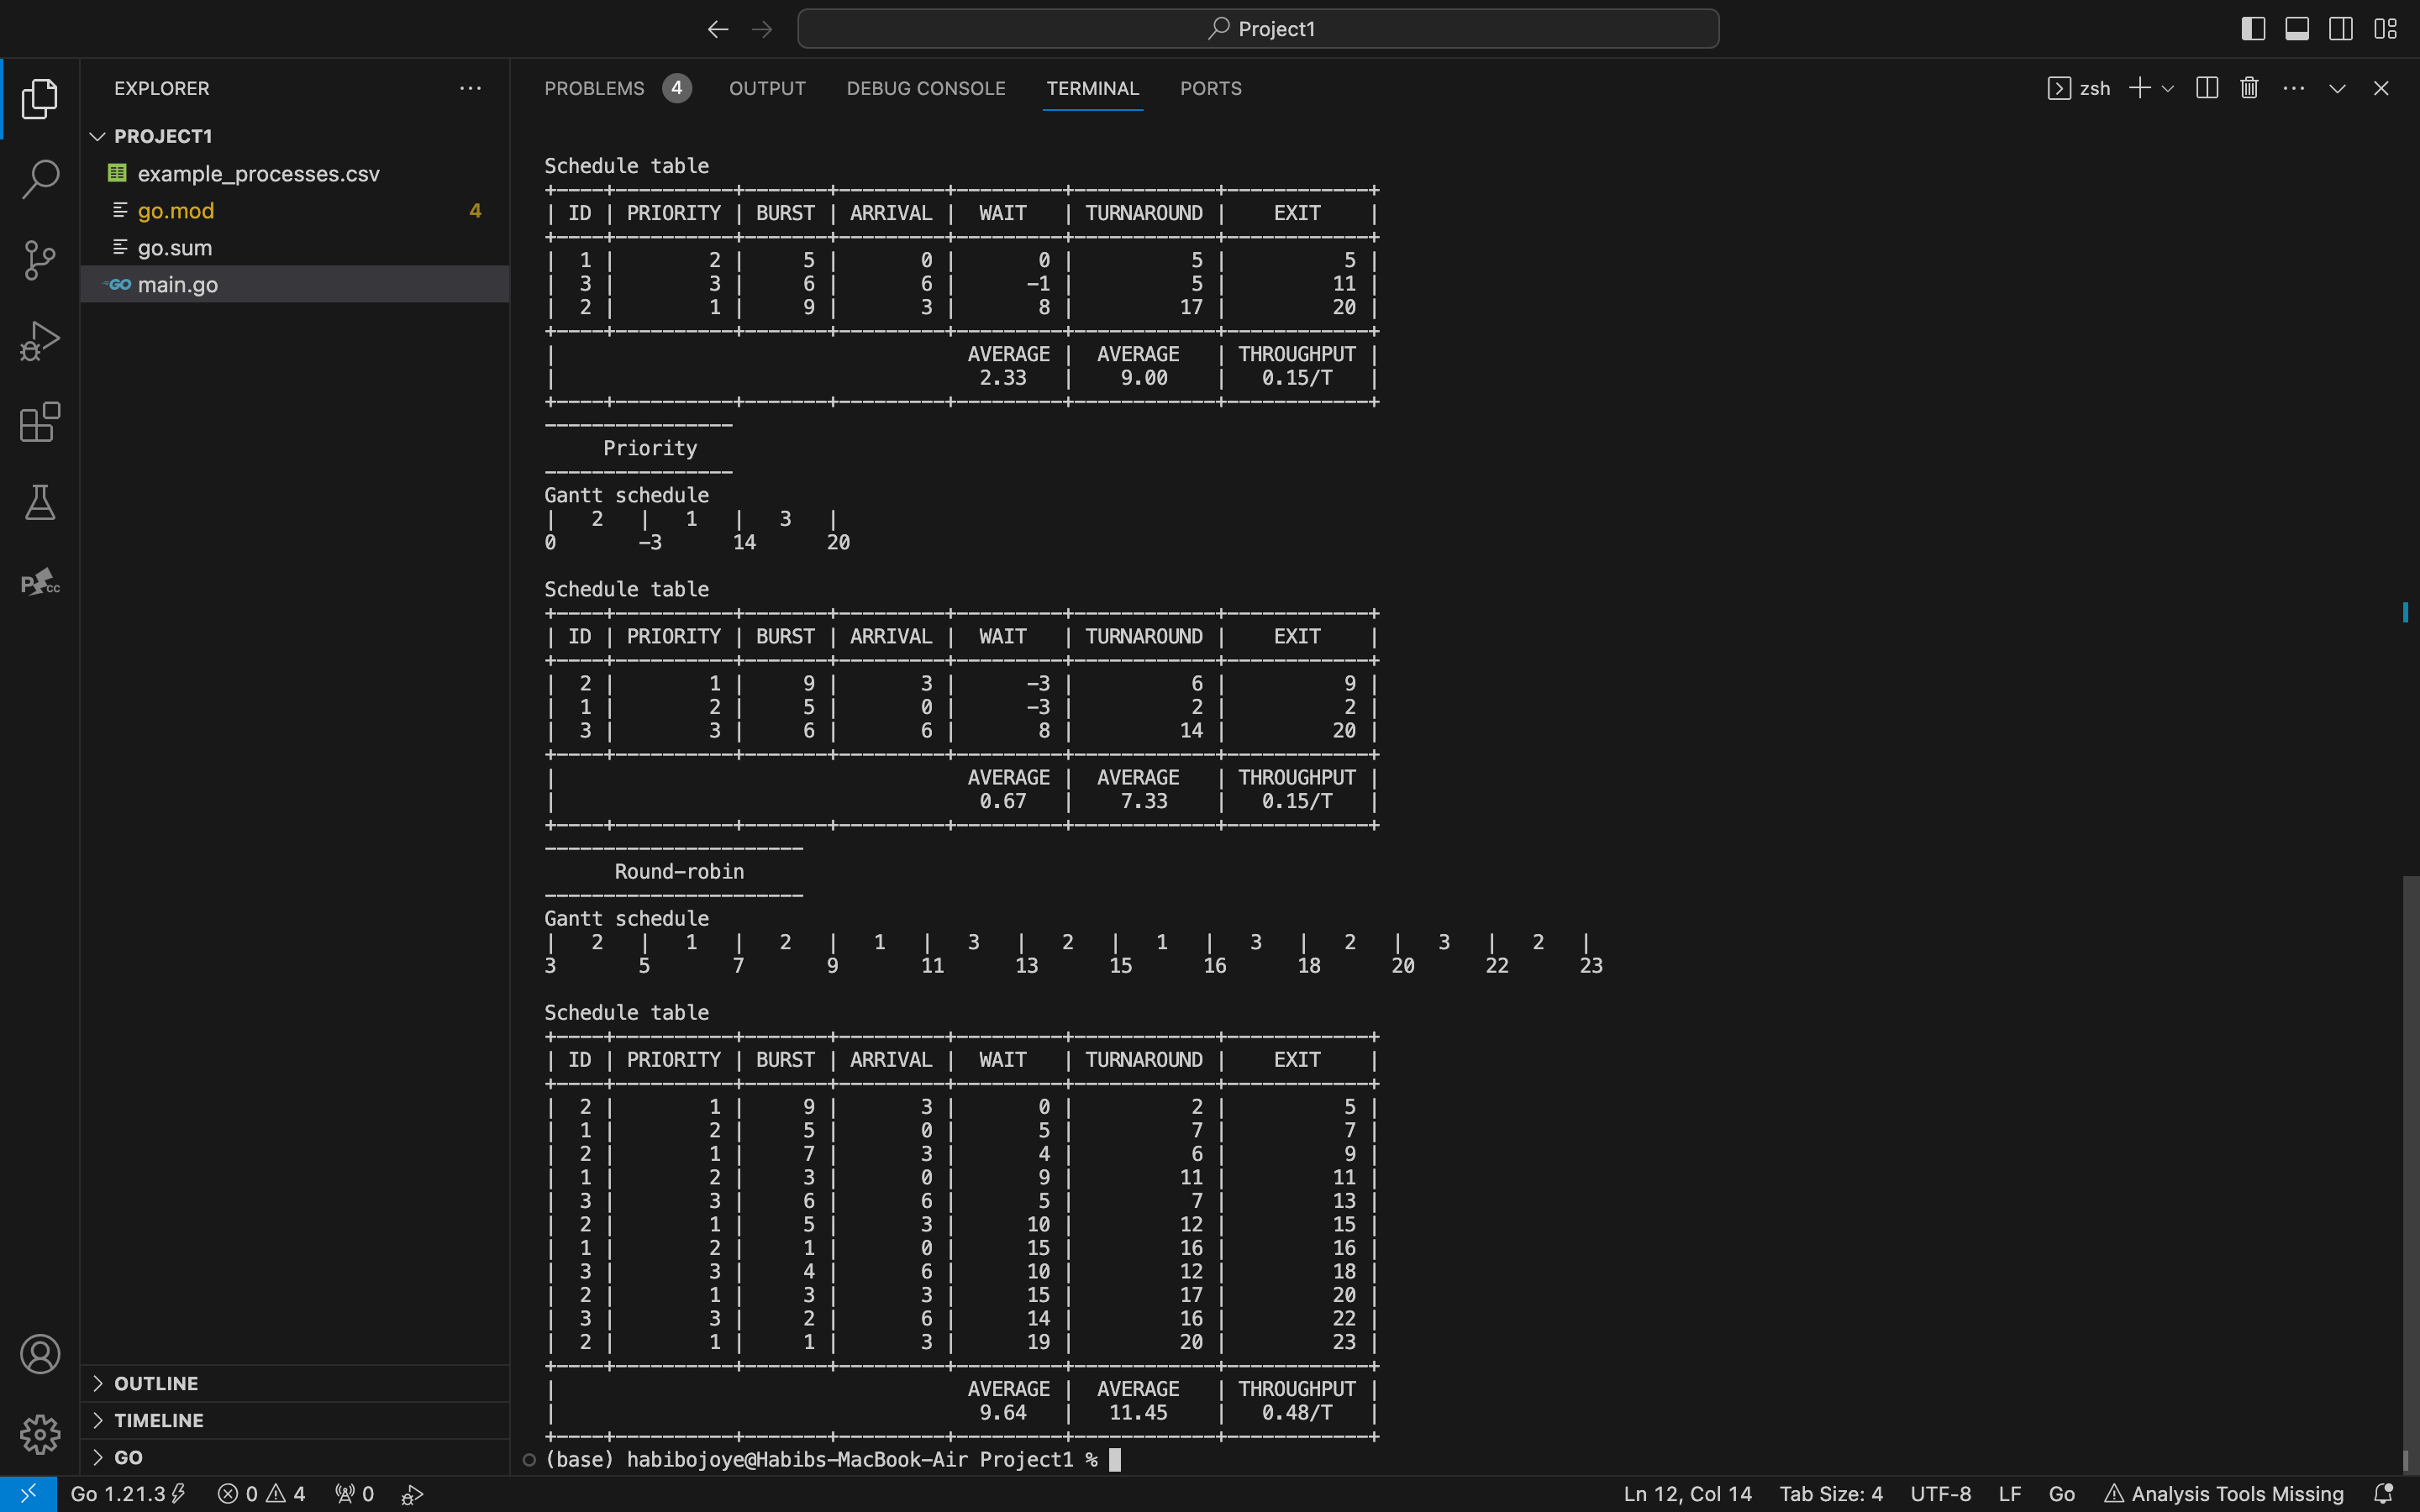 Project1
EXPLORER
PROJECT1
example_processes.csv
go.mod 4
go.sum
GO main.go
OUTLINE
TIMELINE
GO
PROBLEMS 4 OUTPUT DEBUG CONSOLE TERMINAL PORTS
zsh
Schedule table
+----+----------+-------+---------+---------+------------+------------+
| ID | PRIORITY | BURST | ARRIVAL | WAIT | TURNAROUND | EXIT |
+----+----------+-------+---------+---------+------------+------------+
| 1 | 2 | 5 | 0 | 0 | 5 | 5 |
| 3 | 3 | 6 | 6 | -1 | 5 | 11 |
| 2 | 1 | 9 | 3 | 8 | 17 | 20 |
+----+----------+-------+---------+---------+------------+------------+
| AVERAGE | AVERAGE | THROUGHPUT |
| 2.33 | 9.00 | 0.15/T |
+----+----------+-------+---------+---------+------------+------------+
----------------
Priority
----------------
Gantt schedule
| 2 | 1 | 3 |
0 -3 14 20
Schedule table
+----+----------+-------+---------+---------+------------+------------+
| ID | PRIORITY | BURST | ARRIVAL | WAIT | TURNAROUND | EXIT |
+----+----------+-------+---------+---------+------------+------------+
| 2 | 1 | 9 | 3 | -3 | 6 | 9 |
| 1 | 2 | 5 | 0 | -3 | 2 | 2 |
| 3 | 3 | 6 | 6 | 8 | 14 | 20 |
+----+----------+-------+---------+---------+------------+------------+
| AVERAGE | AVERAGE | THROUGHPUT |
| 0.67 | 7.33 | 0.15/T |
+----+----------+-------+---------+---------+------------+------------+
----------------------
Round-robin
----------------------
Gantt schedule
| 2 | 1 | 2 | 1 | 3 | 2 | 1 | 3 | 2 | 3 | 2 |
3 5 7 9 11 13 15 16 18 20 22 23
Schedule table
+----+----------+-------+---------+---------+------------+------------+
| ID | PRIORITY | BURST | ARRIVAL | WAIT | TURNAROUND | EXIT |
+----+----------+-------+---------+---------+------------+------------+
| 2 | 1 | 9 | 3 | 0 | 2 | 5 |
| 1 | 2 | 5 | 0 | 5 | 7 | 7 |
| 2 | 1 | 7 | 3 | 4 | 6 | 9 |
| 1 | 2 | 3 | 0 | 9 | 11 | 11 |
| 3 | 3 | 6 | 6 | 5 | 7 | 13 |
| 2 | 1 | 5 | 3 | 10 | 12 | 15 |
| 1 | 2 | 1 | 0 | 15 | 16 | 16 |
| 3 | 3 | 4 | 6 | 10 | 12 | 18 |
| 2 | 1 | 3 | 3 | 15 | 17 | 20 |
| 3 | 3 | 2 | 6 | 14 | 16 | 22 |
| 2 | 1 | 1 | 3 | 19 | 20 | 23 |
+----+----------+-------+---------+---------+------------+------------+
| AVERAGE | AVERAGE | THROUGHPUT |
| 9.64 | 11.45 | 0.48/T |
+----+----------+-------+---------+---------+------------+------------+
(base) habibojoye@Habibs-MacBook-Air Project1 %
P CC
Go 1.21.3 0 4 0 Ln 12, Col 14 Tab Size: 4 UTF-8 LF Go Analysis Tools Missing